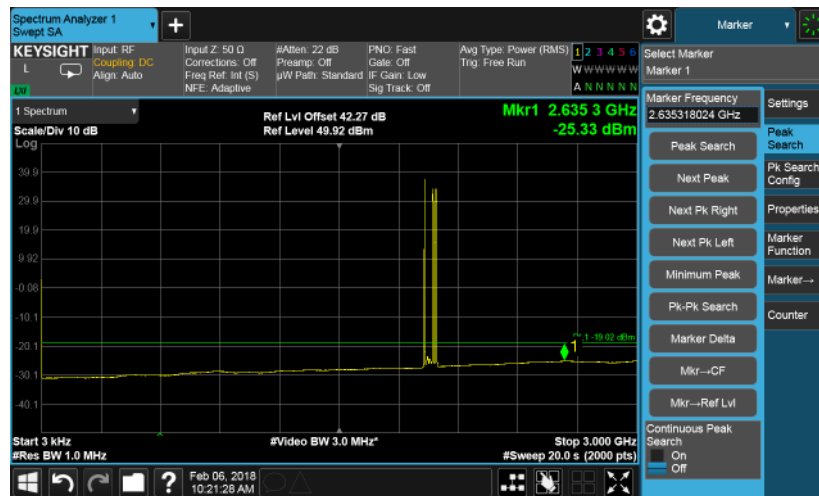 Spectrum Analyzer 1
Swept SA
+
Marker
KEYSIGHT
L
LXI
Input: RF
Coupling: DC
Align: Auto
Input Z: 50 Ω
Corrections: Off
Freq Ref: Int (S)
NFE: Adaptive
#Atten: 22 dB
Preamp: Off
µW Path: Standard
PNO: Fast
Gate: Off
IF Gain: Low
Sig Track: Off
Avg Type: Power (RMS)
Trig: Free Run
1 2 3 4 5 6
W W W W W W
A N N N N N
Select Marker
Marker 1
1 Spectrum
Scale/Div 10 dB
Log
Ref Lvl Offset 42.27 dB
Ref Level 49.92 dBm
Mkr1 2.635 3 GHz
-25.33 dBm
39.9
29.9
19.9
9.92
-0.08
-10.1
-20.1
-30.1
-40.1
1 -19.02 dBm
1
Start 3 kHz
#Res BW 1.0 MHz
#Video BW 3.0 MHz*
Stop 3.000 GHz
#Sweep 20.0 s (2000 pts)
Marker Frequency
2.635318024 GHz
Peak Search
Next Peak
Next Pk Right
Next Pk Left
Minimum Peak
Pk-Pk Search
Marker Delta
Mkr→CF
Mkr→Ref Lvl
Continuous Peak
Search
On
Off
Settings
Peak
Search
Pk Search
Config
Properties
Marker
Function
Marker→
Counter
?
Feb 06, 2018
10:21:28 AM